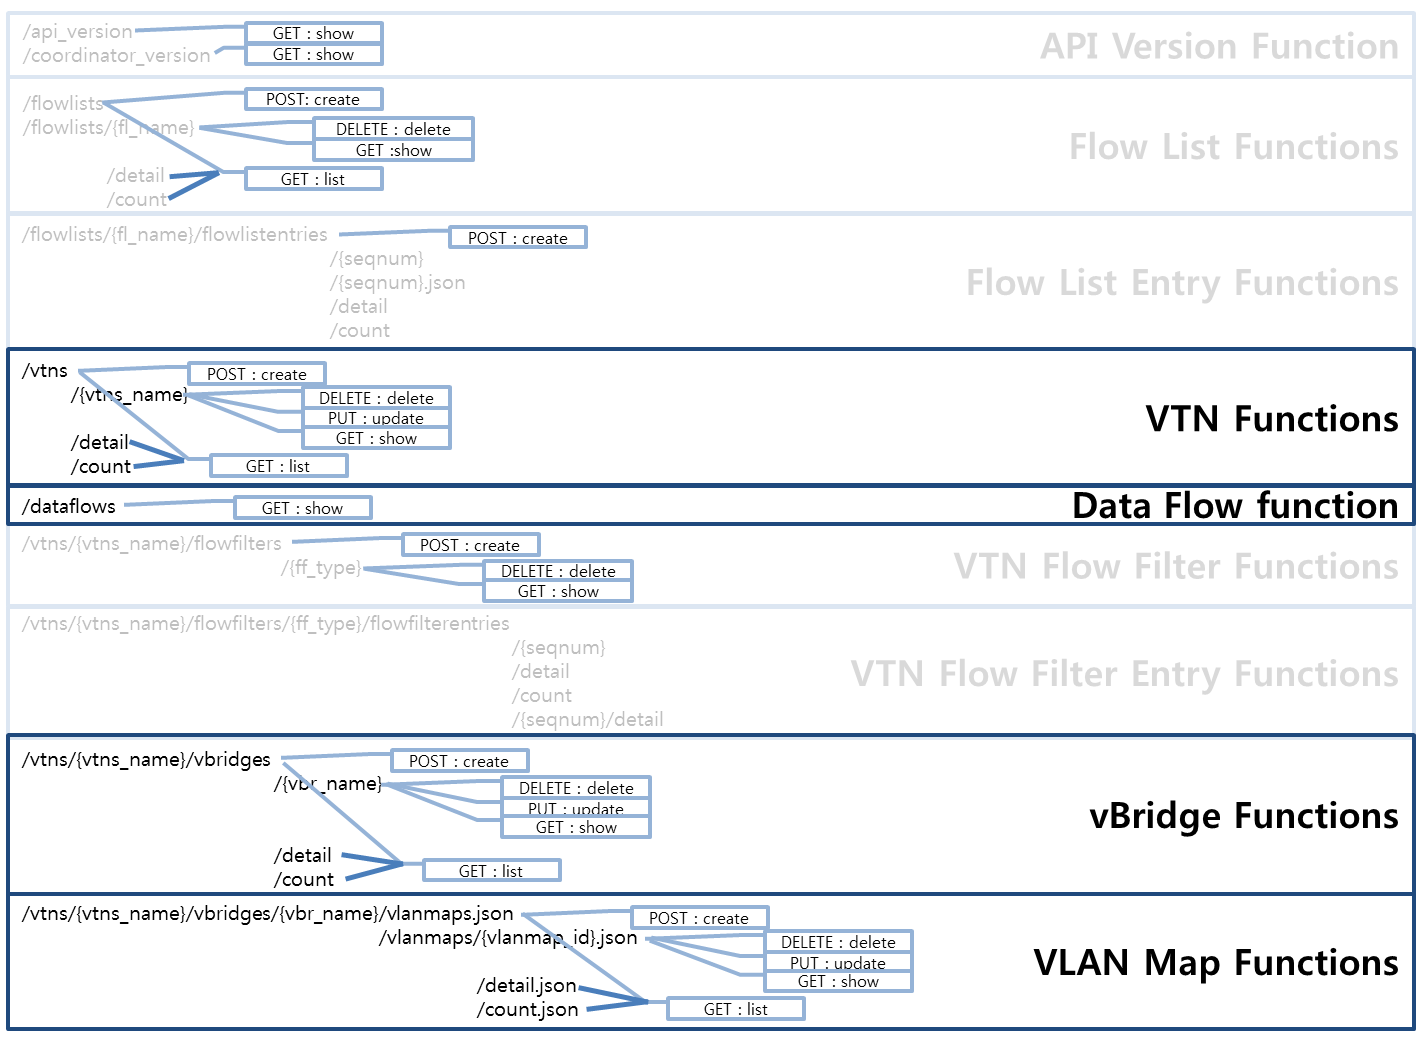 /api_version
GET : show
/coordinator_version
GET : show
API Version Function
/flowlists
POST: create
/flowlists/{fl_name}
DELETE : delete
GET :show
/detail
/count
GET : list
Flow List Functions
/flowlists/{fl_name}/flowlistentries
POST : create
/{seqnum}
/{seqnum}.json
/detail
/count
Flow List Entry Functions
/vtns
POST : create
/{vtns_name}
DELETE : delete
PUT : update
GET : show
/detail
/count
GET : list
VTN Functions
/dataflows
GET : show
Data Flow function
/vtns/{vtns_name}/flowfilters
POST : create
/{ff_type}
DELETE : delete
GET : show
VTN Flow Filter Functions
/vtns/{vtns_name}/flowfilters/{ff_type}/flowfilterentries
/{seqnum}
/detail
/count
/{seqnum}/detail
VTN Flow Filter Entry Functions
/vtns/{vtns_name}/vbridges
POST : create
/{vbr_name}
DELETE : delete
PUT : update
GET : show
/detail
/count
GET : list
vBridge Functions
/vtns/{vtns_name}/vbridges/{vbr_name}/vlanmaps.json
POST : create
/vlanmaps/{vlanmap_id}.json
DELETE : delete
PUT : update
GET : show
/detail.json
/count.json
GET : list
VLAN Map Functions